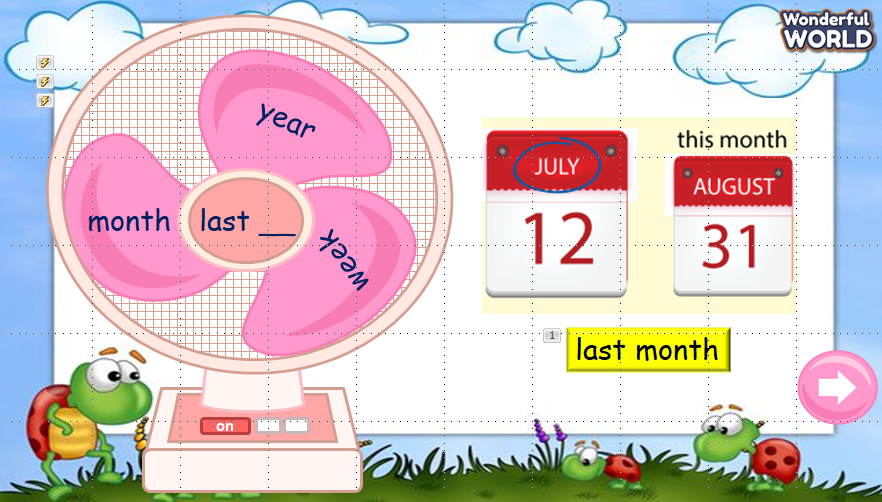 Wonderful
WORLD
year
month
last __
week
on
JULY
12
this month
AUGUST
31
1
last month